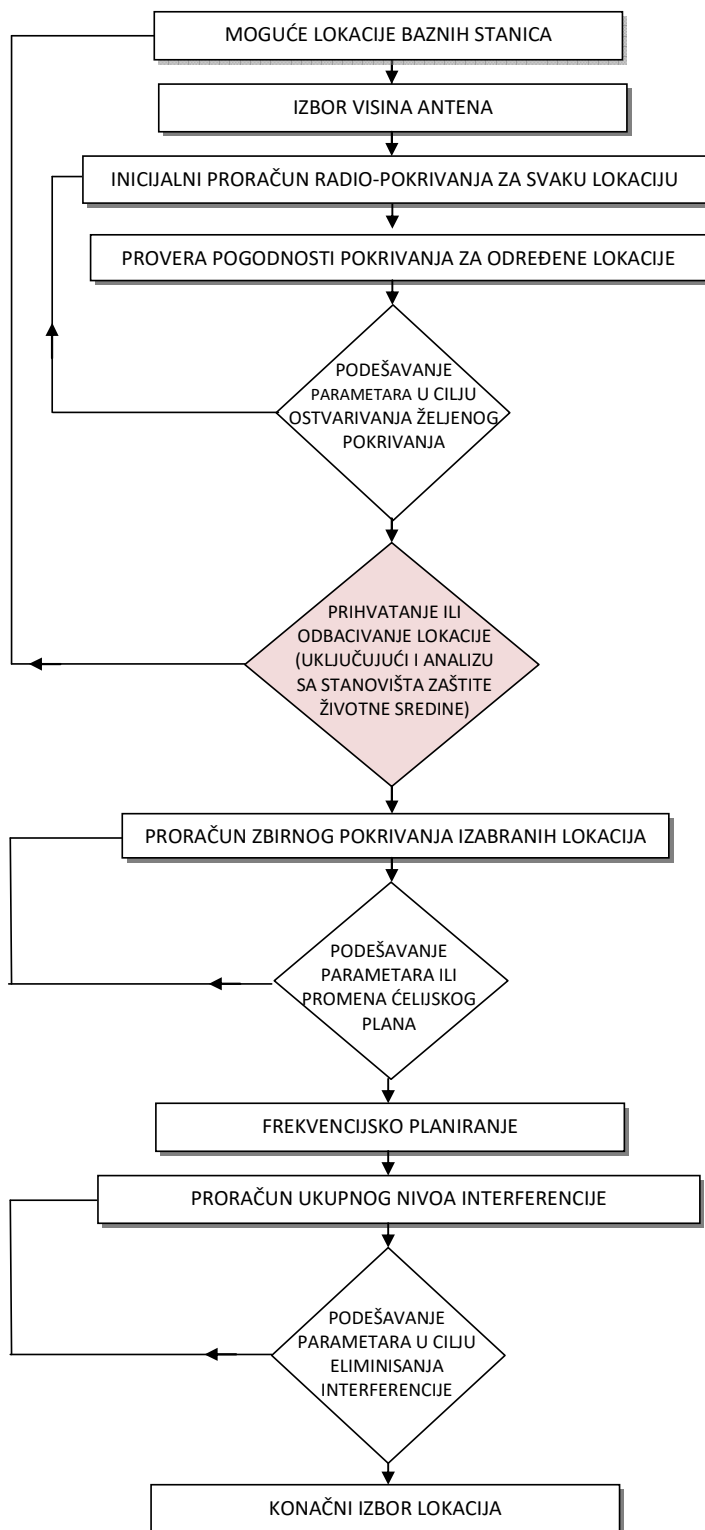 MOGUĆE LOKACIJE BAZNIH STANICA
IZBOR VISINA ANTENA
INICIJALNI PRORAČUN RADIO-POKRIVANJA ZA SVAKU LOKACIJU
PROVERA POGODNOSTI POKRIVANJA ZA ODREĐENE LOKACIJE
PODEŠAVANJE
PARAMETARA U CILJU
OSTVARIVANJA ŽELJENOG
POKRIVANJA
PRIHVATANJE ILI
ODBACIVANJE LOKACIJE
(UKLJUČUJUĆI I ANALIZU
SA STANOVIŠTA ZAŠTITE
ŽIVOTNE SREDINE)
PRORAČUN ZBIRNOG POKRIVANJA IZABRANIH LOKACIJA
PODEŠAVANJE
PARAMETARA ILI
PROMENA ĆELIJSKOG
PLANA
FREKVENCIJSKO PLANIRANJE
PRORAČUN UKUPNOG NIVOA INTERFERENCIJE
PODEŠAVANJE
PARAMETARA U CILJU
ELIMINISANJA
INTERFERENCIJE
KONAČNI IZBOR LOKACIJA